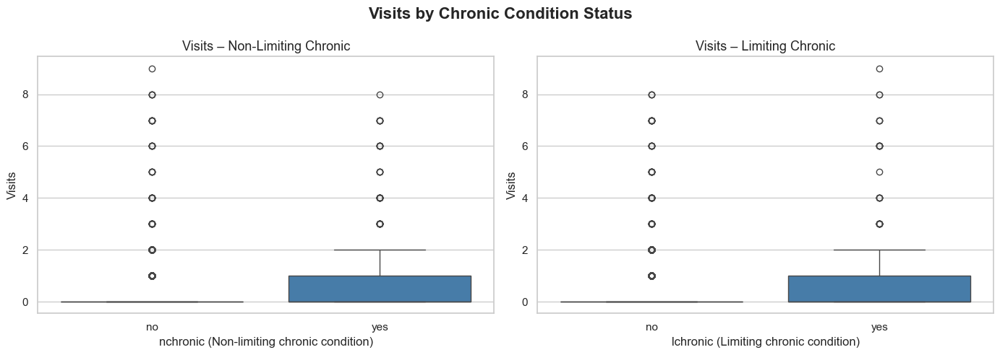 Visits by Chronic Condition Status
Visits – Non-Limiting Chronic
8
6
4
2
0
Visits
no yes
nchronic (Non-limiting chronic condition)
Visits – Limiting Chronic
8
6
4
2
0
Visits
no yes
lchronic (Limiting chronic condition)